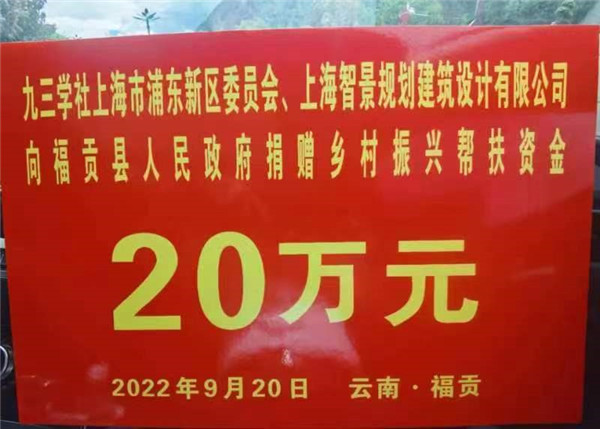 九三学社上海市浦东新区委员会、上海智景规划建筑设计有限公司
向福贡县人民政府捐赠乡村振兴帮扶资金
20万元
2022年9月20日 云南·福贡